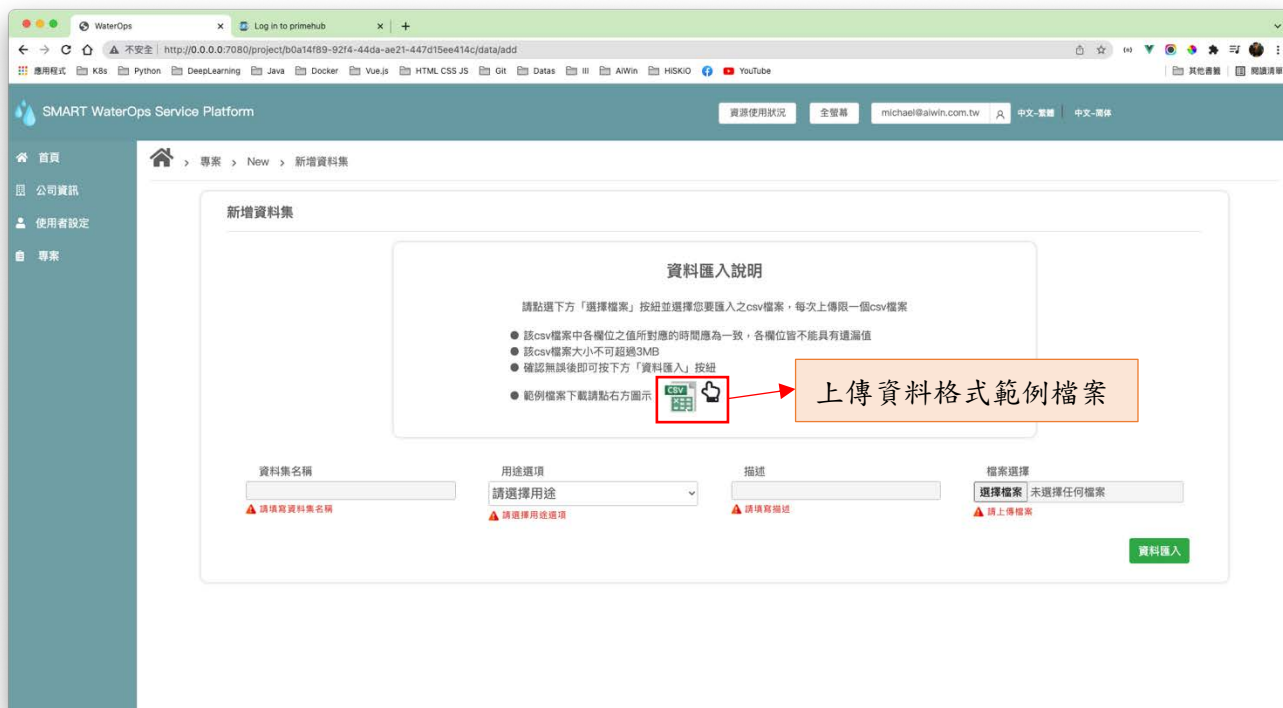 WaterOps
Log in to primehub
不安全 http://0.0.0.0:7080/project/b0a14f89-92f4-44da-ae21-447d15ee414c/data/add
應用程式 K8s Python DeepLearning Java Docker Vue.js HTML CSS JS Git Datas III AiWin HiSKIO YouTube 其他書籤 閱讀清單
SMART WaterOps Service Platform
資源使用狀況 全螢幕 michael@aiwin.com.tw 中文-繁體 中文-简体
首頁
公司資訊
使用者設定
專案
> 專案 > New > 新增資料集
新增資料集
資料匯入說明
請點選下方「選擇檔案」按紐並選擇您要匯入之csv檔案，每次上傳限一個csv檔案
● 該csv檔案中各欄位之值所對應的時間應為一致，各欄位皆不能具有遺漏值
● 該csv檔案大小不可超過3MB
● 確認無誤後即可按下方「資料匯入」按紐
● 範例檔案下載請點右方圖示
CSV
上傳資料格式範例檔案
資料集名稱 用途選項 描述 檔案選擇
請選擇用途 選擇檔案 未選擇任何檔案
請填寫資料集名稱 請選擇用途選項 請填寫描述 請上傳檔案
資料匯入